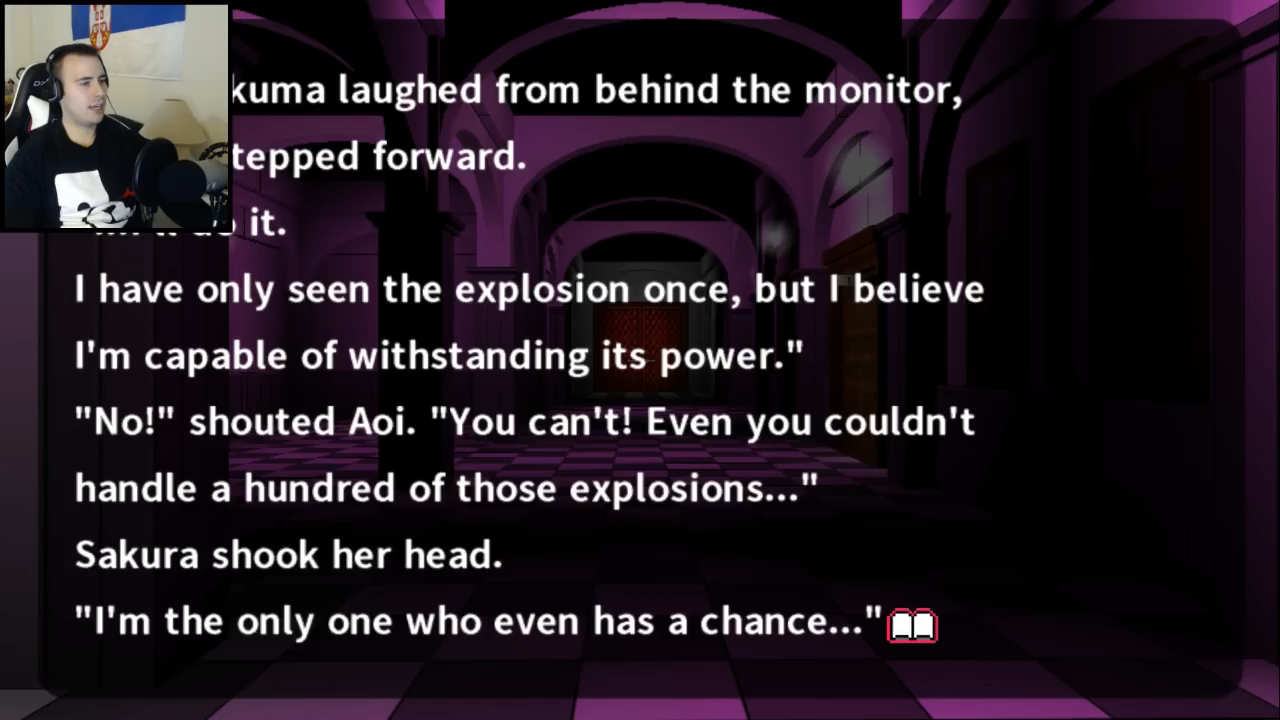 kuma laughed from behind the monitor,
tepped forward.
it.
I have only seen the explosion once, but I believe
I'm capable of withstanding its power."
"No!" shouted Aoi. "You can't! Even you couldn't
handle a hundred of those explosions..."
Sakura shook her head.
"I'm the only one who even has a chance..."